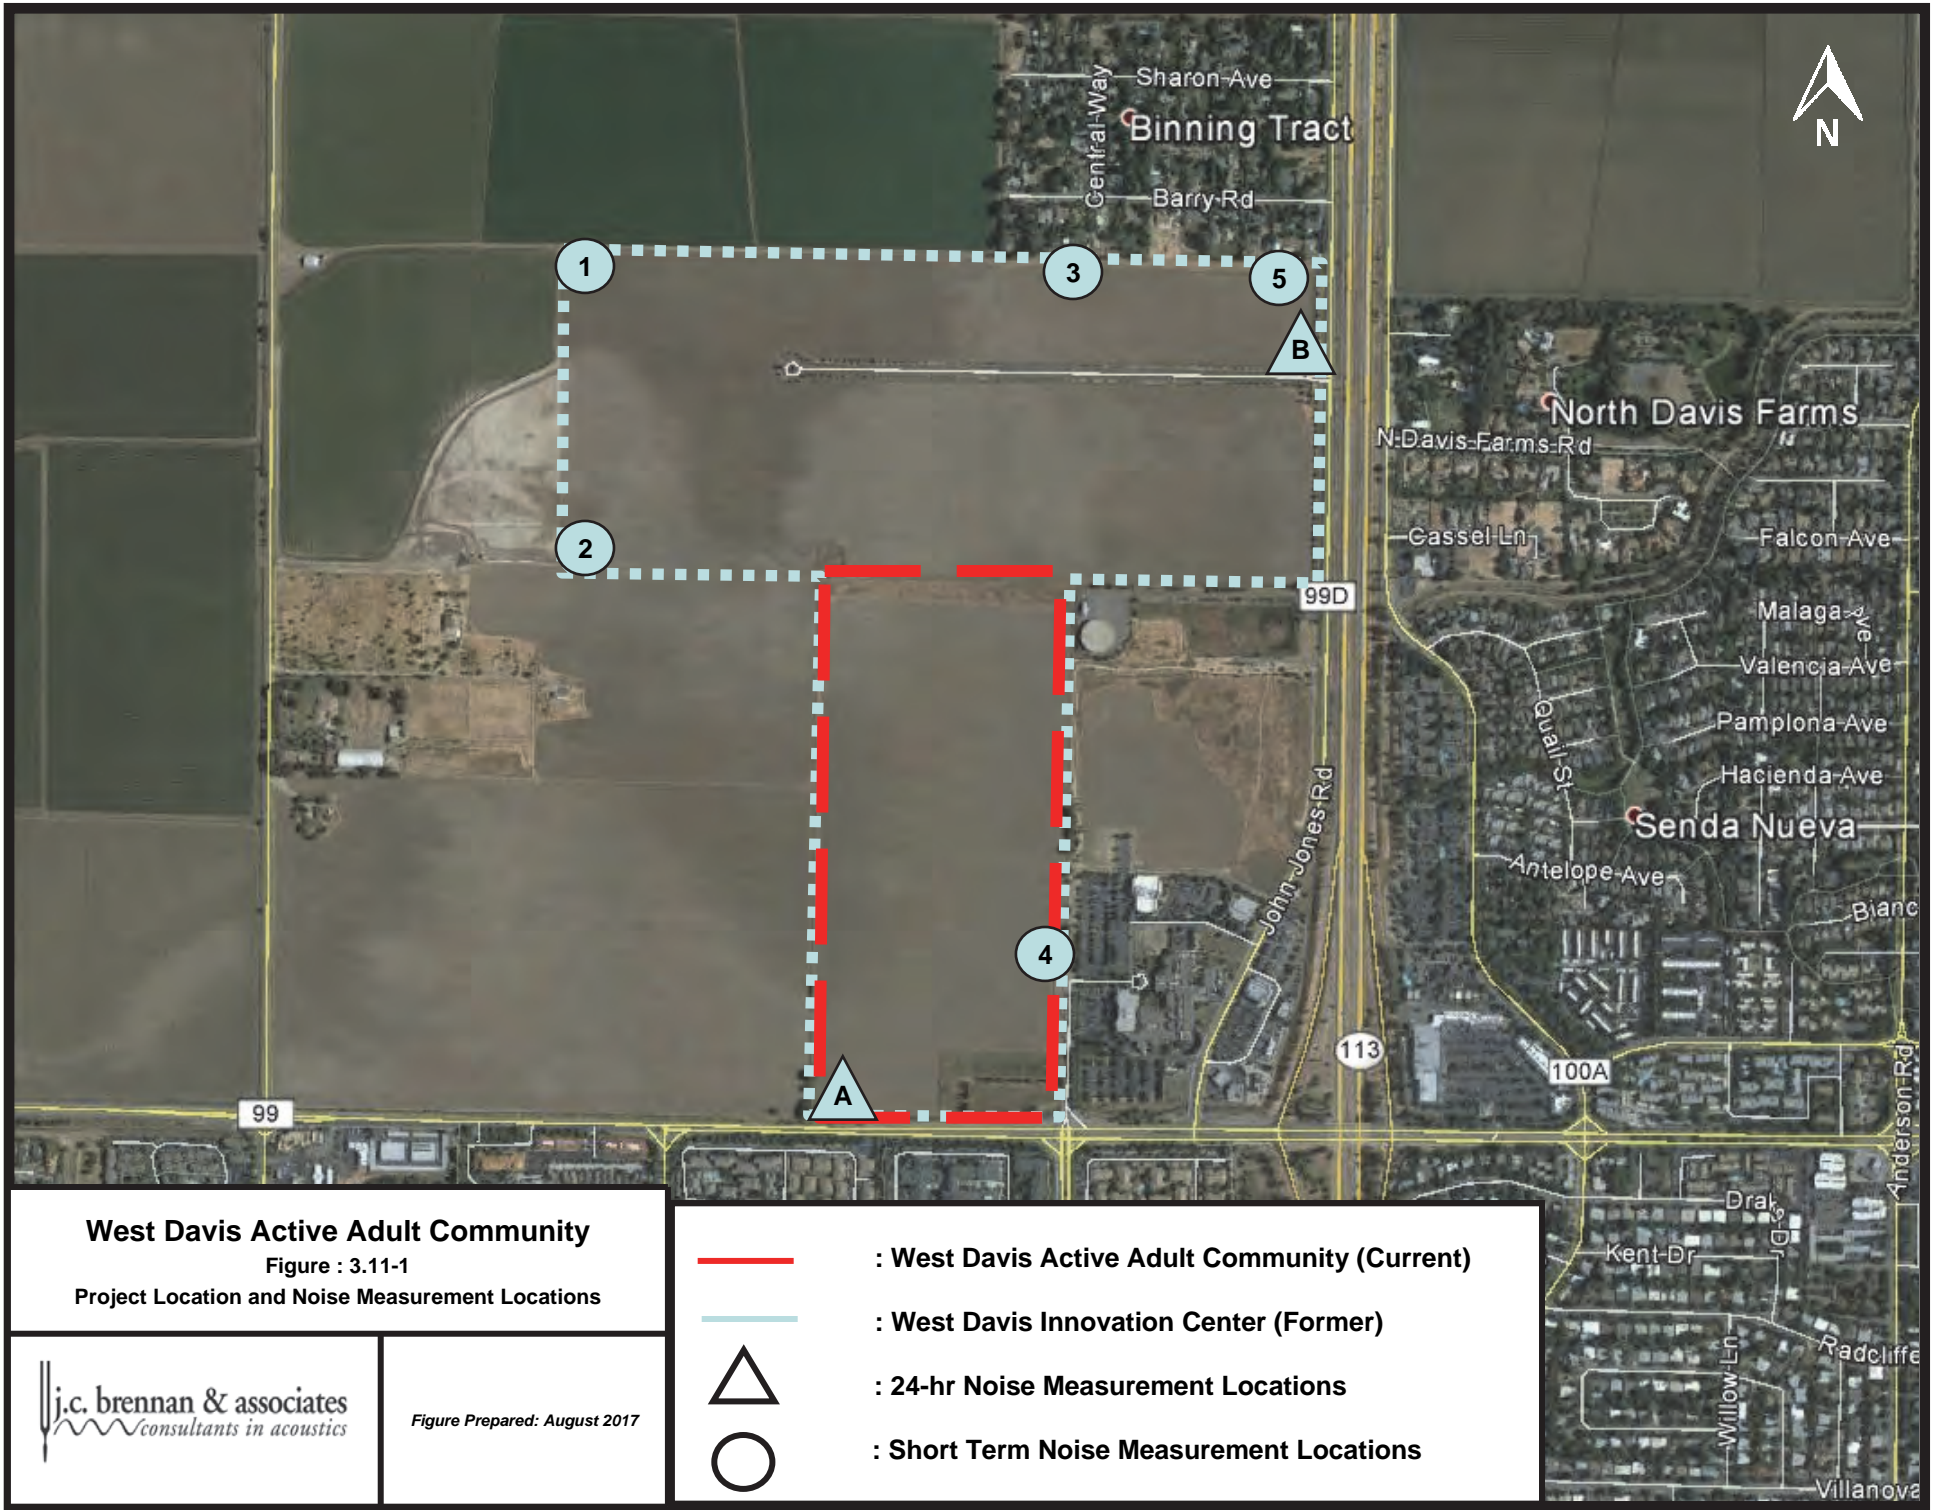 Sharon Ave
Central Way
Binning Tract
N
Barry Rd
1
3
5
B
North Davis Farms
N Davis Farms Rd
2
Cassel Ln
Falcon Ave
99D
Malaga Ave
Valencia Ave
Quail St
Pamplona Ave
John Jones Rd
Hacienda Ave
Senda Nueva
Antelope Ave
Bianc
4
113
100A
Anderson Rd
A
99
Drake Dr
Kent Dr
Willow Ln
Radcliffe
Villanova
West Davis Active Adult Community
Figure : 3.11-1
Project Location and Noise Measurement Locations
j.c. brennan & associates
consultants in acoustics
Figure Prepared: August 2017
: West Davis Active Adult Community (Current)
: West Davis Innovation Center (Former)
: 24-hr Noise Measurement Locations
: Short Term Noise Measurement Locations